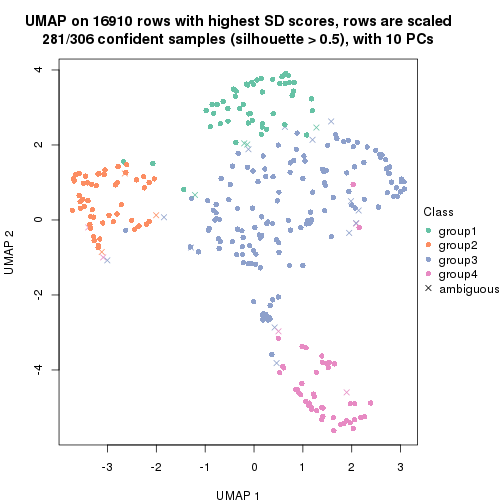 UMAP on 16910 rows with highest SD scores, rows are scaled
281/306 confident samples (silhouette > 0.5), with 10 PCs
4
2
0
-2
-4
UMAP 2
-3
-2
-1
0
1
2
3
UMAP 1
Class
group1
group2
group3
group4
ambiguous